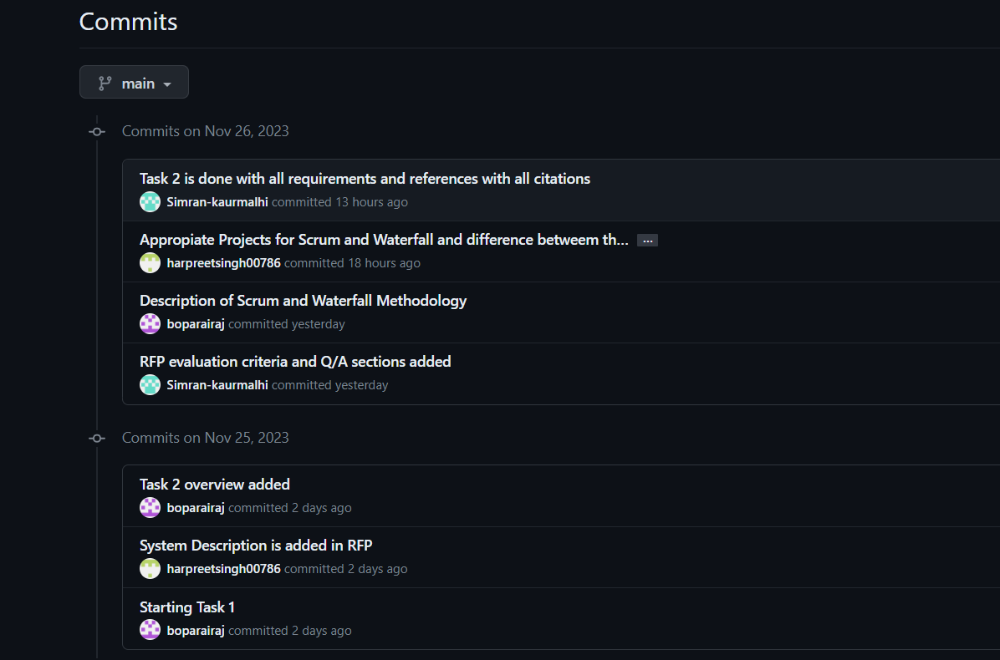 Commits
main
Commits on Nov 26, 2023
Task 2 is done with all requirements and references with all citations
Simran-kaurmalhi committed 13 hours ago
Appropiate Projects for Scrum and Waterfall and difference betweem th... ...
harpreetsingh00786 committed 18 hours ago
Description of Scrum and Waterfall Methodology
boparairaj committed yesterday
RFP evaluation criteria and Q/A sections added
Simran-kaurmalhi committed yesterday
Commits on Nov 25, 2023
Task 2 overview added
boparairaj committed 2 days ago
System Description is added in RFP
harpreetsingh00786 committed 2 days ago
Starting Task 1
boparairaj committed 2 days ago